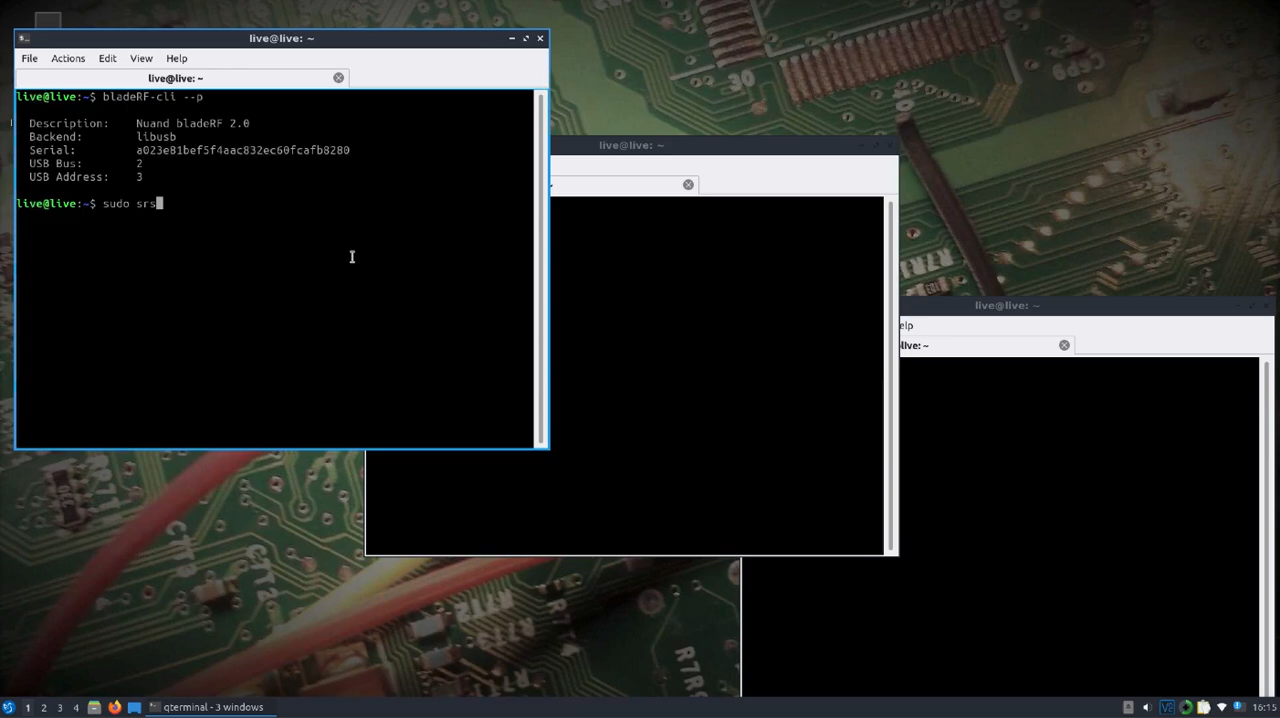 live@live: ~
File Actions Edit View Help
live@live: ~
live@live:~$ bladeRF-cli --p
Description: Nuand bladeRF 2.0
Backend: libusb
Serial: a023e81bef5f4aac832ec60fcafb8280
USB Bus: 2
USB Address: 3
live@live:~$ sudo srs
live@live: ~
live@live: ~
elp
live: ~
30
R7R
1 2 3 4 qterminal - 3 windows 16:15